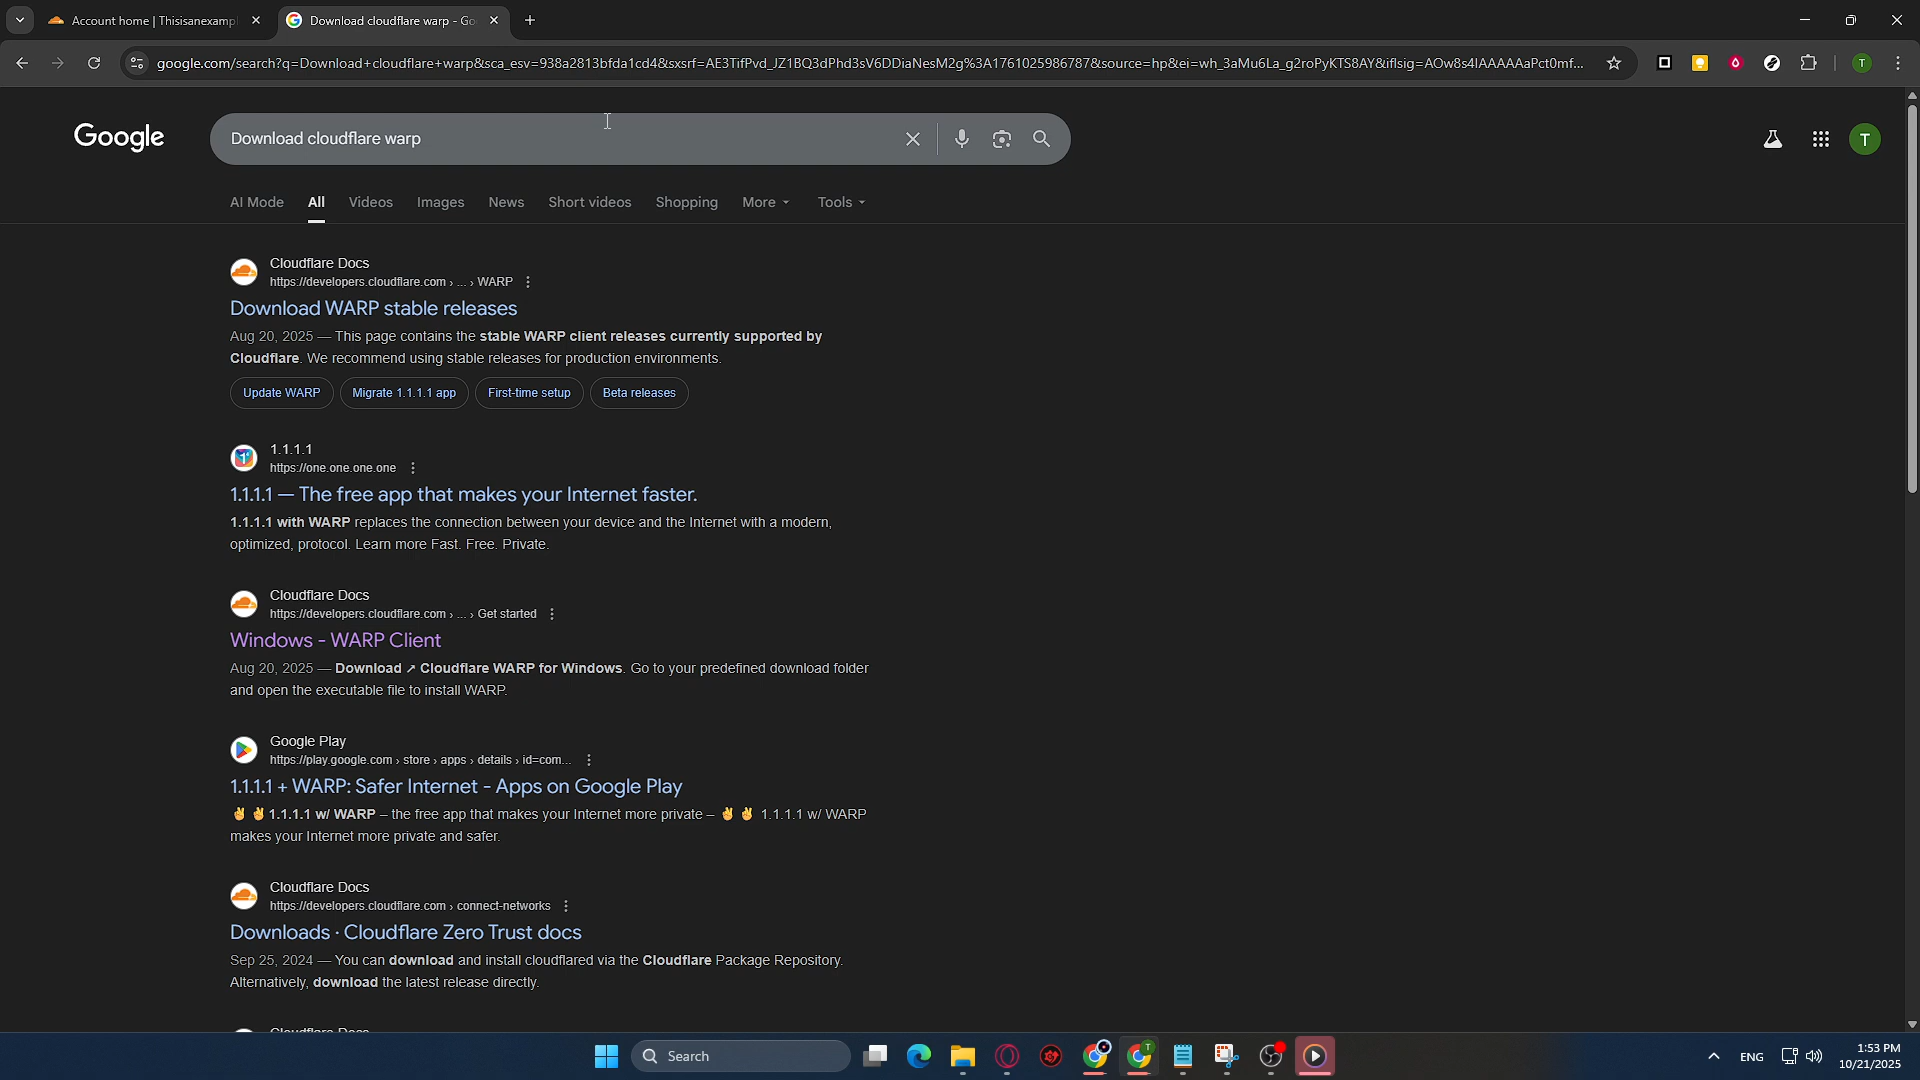 Account home | Thisisanexamp
Download cloudflare warp - Go
google.com/search?q=Download+cloudflare+warp&sca_esv=938a2813bfda1cd4&sxsrf=AE3TifPvd_JZ1BQ3dPhd3sV6DDiaNesM2g%3A1761025986787&source=hp&ei=wh_3aMu6La_g2roPyKTS8AY&iflsig=AOw8s4IAAAAAaPct0mf...
T
Google
Download cloudflare warp
T
AI Mode All Videos Images News Short videos Shopping More Tools
Cloudflare Docs
https://developers.cloudflare.com › ... › WARP
Download WARP stable releases
Aug 20, 2025 — This page contains the stable WARP client releases currently supported by
Cloudflare. We recommend using stable releases for production environments.
Update WARP Migrate 1.1.1.1 app First-time setup Beta releases
1.1.1.1
https://one.one.one.one
1.1.1.1 — The free app that makes your Internet faster.
1.1.1.1 with WARP replaces the connection between your device and the Internet with a modern,
optimized, protocol. Learn more Fast. Free. Private.
Cloudflare Docs
https://developers.cloudflare.com › ... › Get started
Windows - WARP Client
Aug 20, 2025 — Download ↗ Cloudflare WARP for Windows. Go to your predefined download folder
and open the executable file to install WARP.
Google Play
https://play.google.com › store › apps › details › id=com...
1.1.1.1 + WARP: Safer Internet - Apps on Google Play
✌✌1.1.1.1 w/ WARP – the free app that makes your Internet more private – ✌✌ 1.1.1.1 w/ WARP
makes your Internet more private and safer.
Cloudflare Docs
https://developers.cloudflare.com › connect-networks
Downloads · Cloudflare Zero Trust docs
Sep 25, 2024 — You can download and install cloudflared via the Cloudflare Package Repository.
Alternatively, download the latest release directly.
Cloudflare Docs
Search
ENG
1:53 PM
10/21/2025